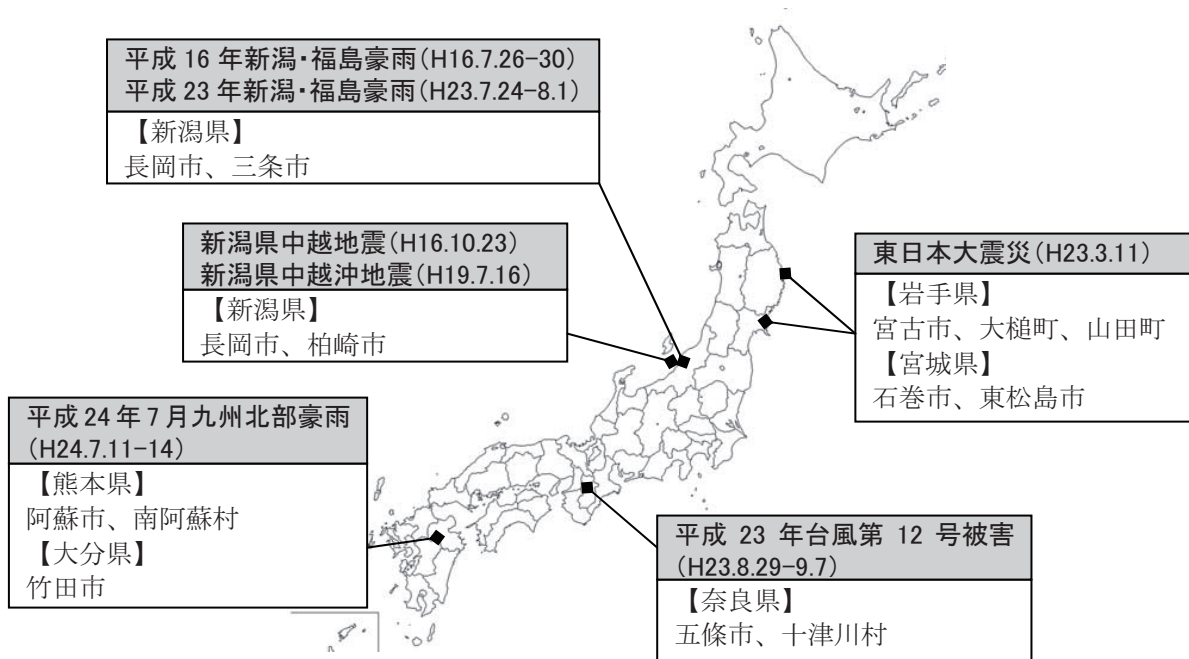 平成 16 年新潟・福島豪雨(H16.7.26-30)
平成 23 年新潟・福島豪雨(H23.7.24-8.1)
【新潟県】
長岡市、三条市
新潟県中越地震(H16.10.23)
新潟県中越沖地震(H19.7.16)
【新潟県】
長岡市、柏崎市
東日本大震災(H23.3.11)
【岩手県】
宮古市、大槌町、山田町
【宮城県】
石巻市、東松島市
平成 24 年 7 月九州北部豪雨
(H24.7.11-14)
【熊本県】
阿蘇市、南阿蘇村
【大分県】
竹田市
平成 23 年台風第 12 号被害
(H23.8.29-9.7)
【奈良県】
五條市、十津川村